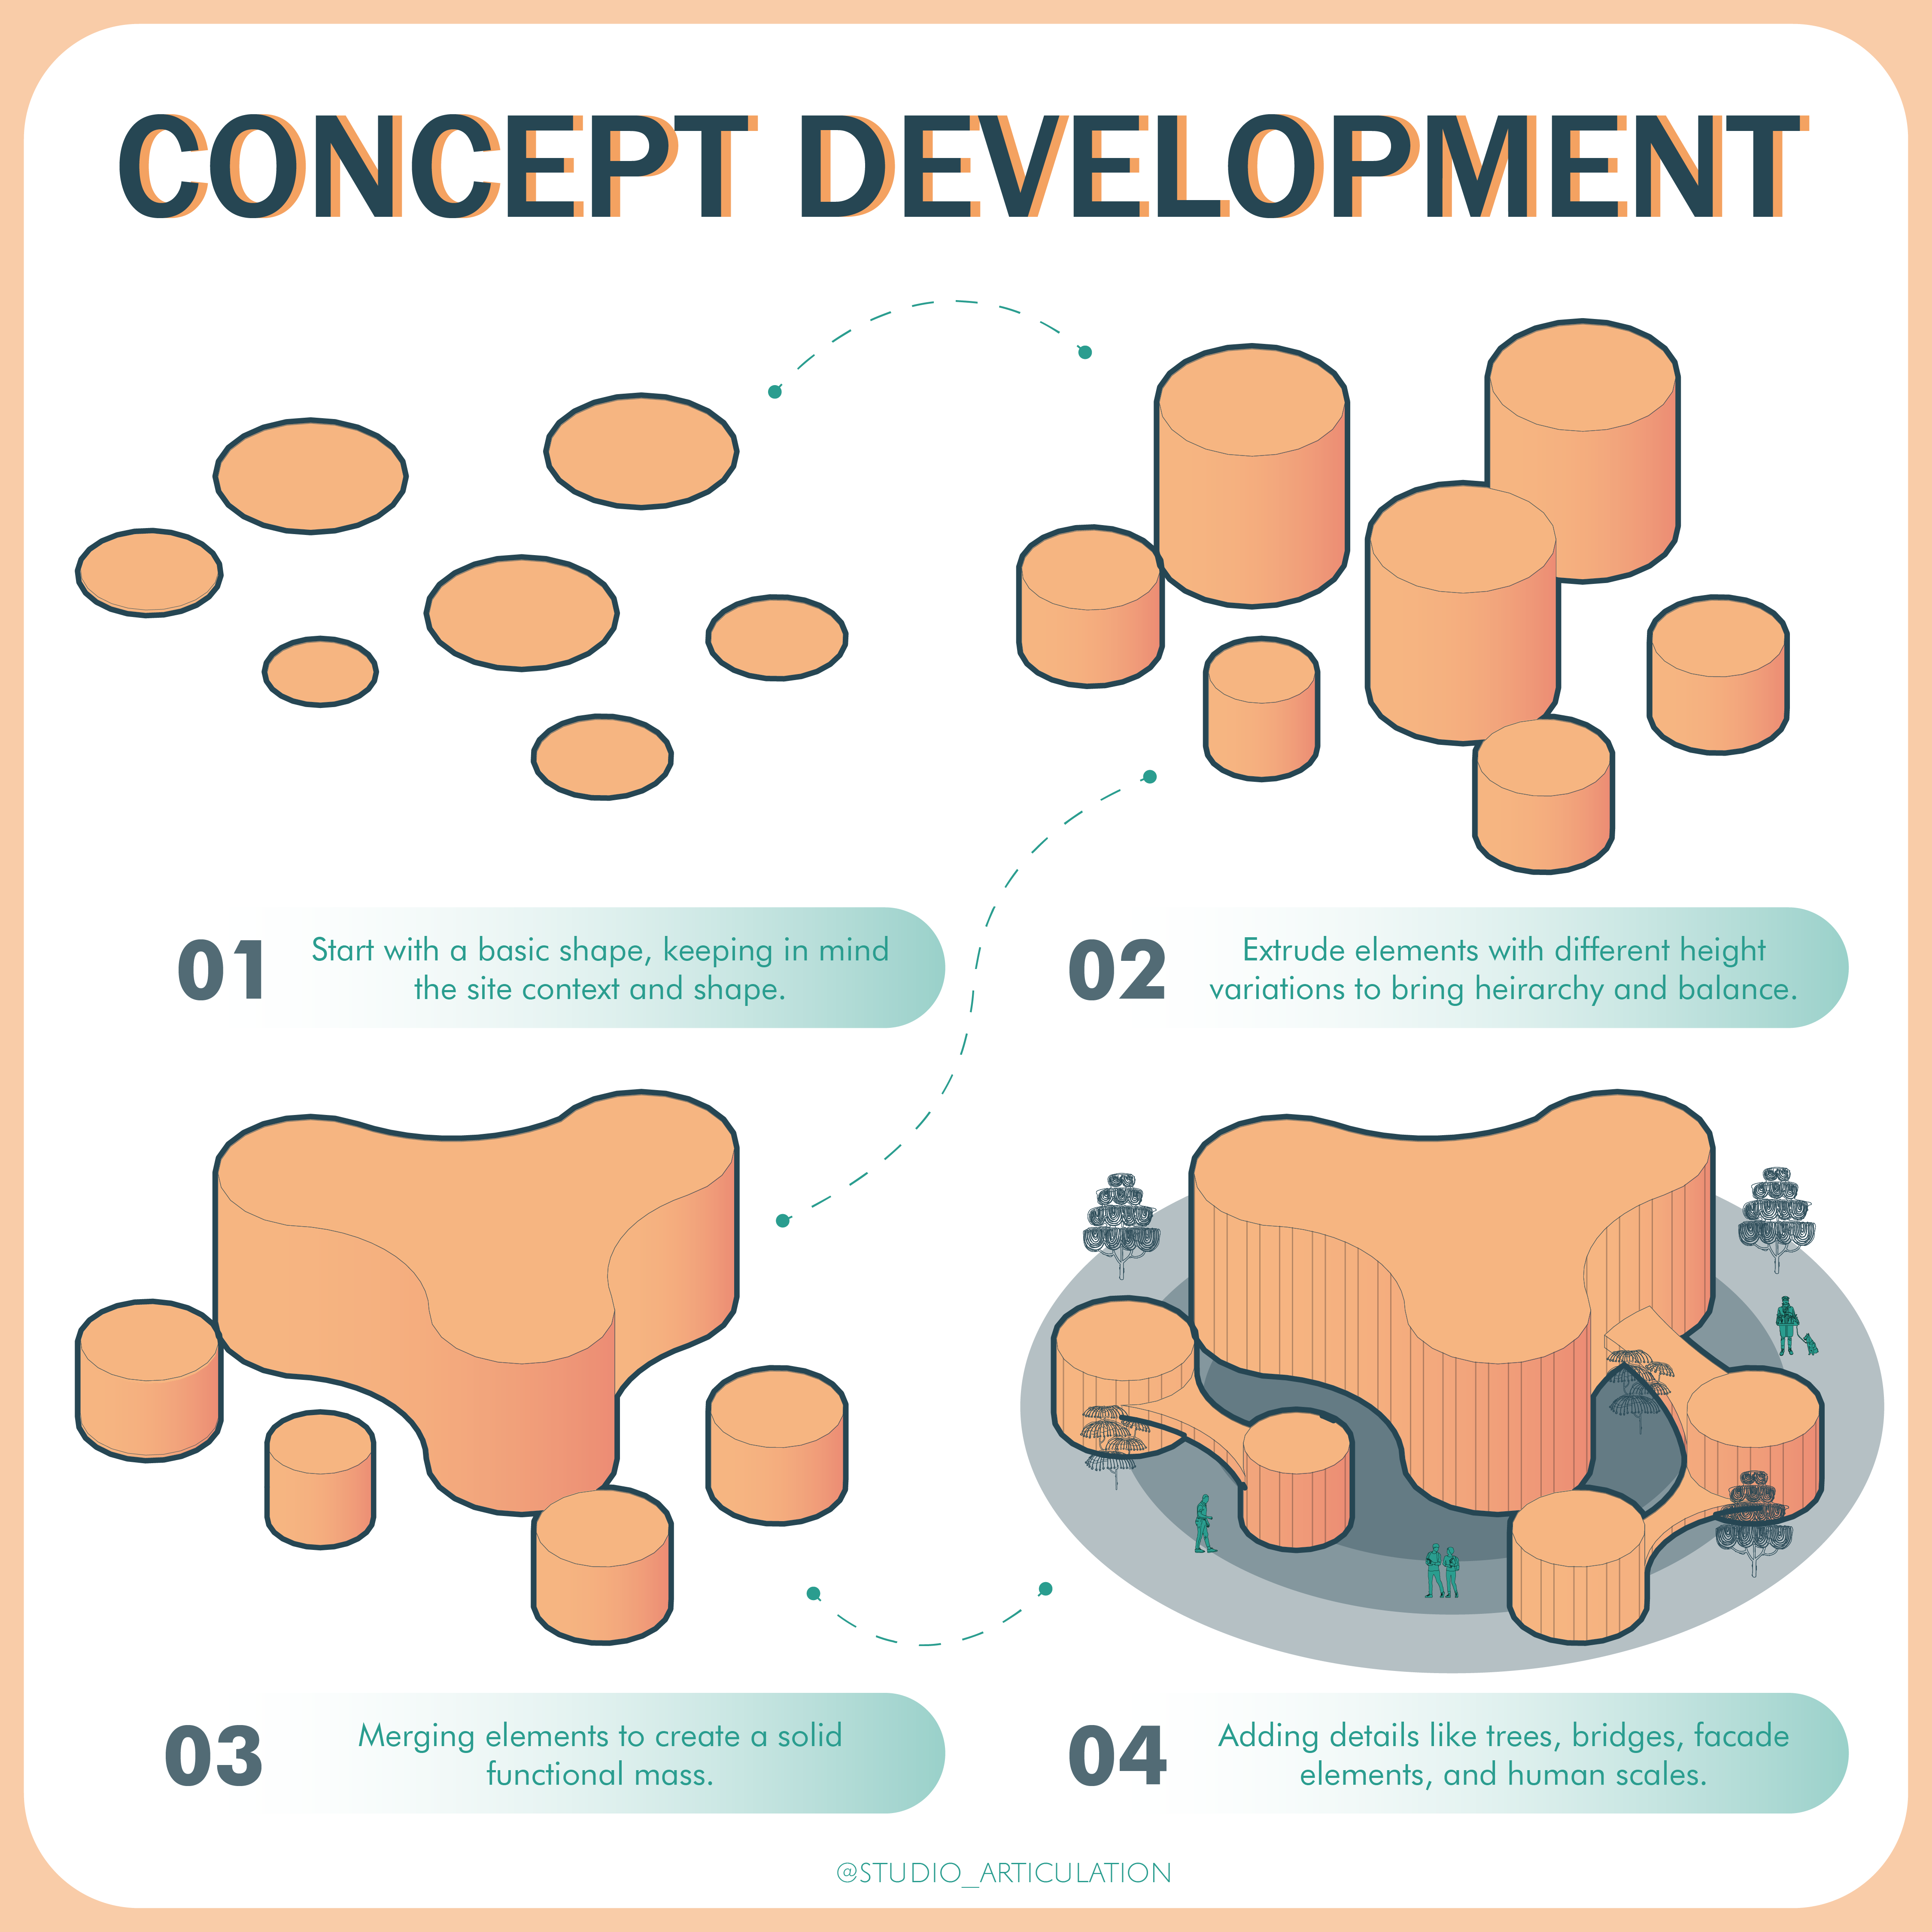 CONCEPT DEVELOPMENT
01
Start with a basic shape, keeping in mind
the site context and shape.
02
Extrude elements with different height
variations to bring heirarchy and balance.
03
Merging elements to create a solid
functional mass.
04
Adding details like trees, bridges, facade
elements, and human scales.
@STUDIO_ARTICULATION